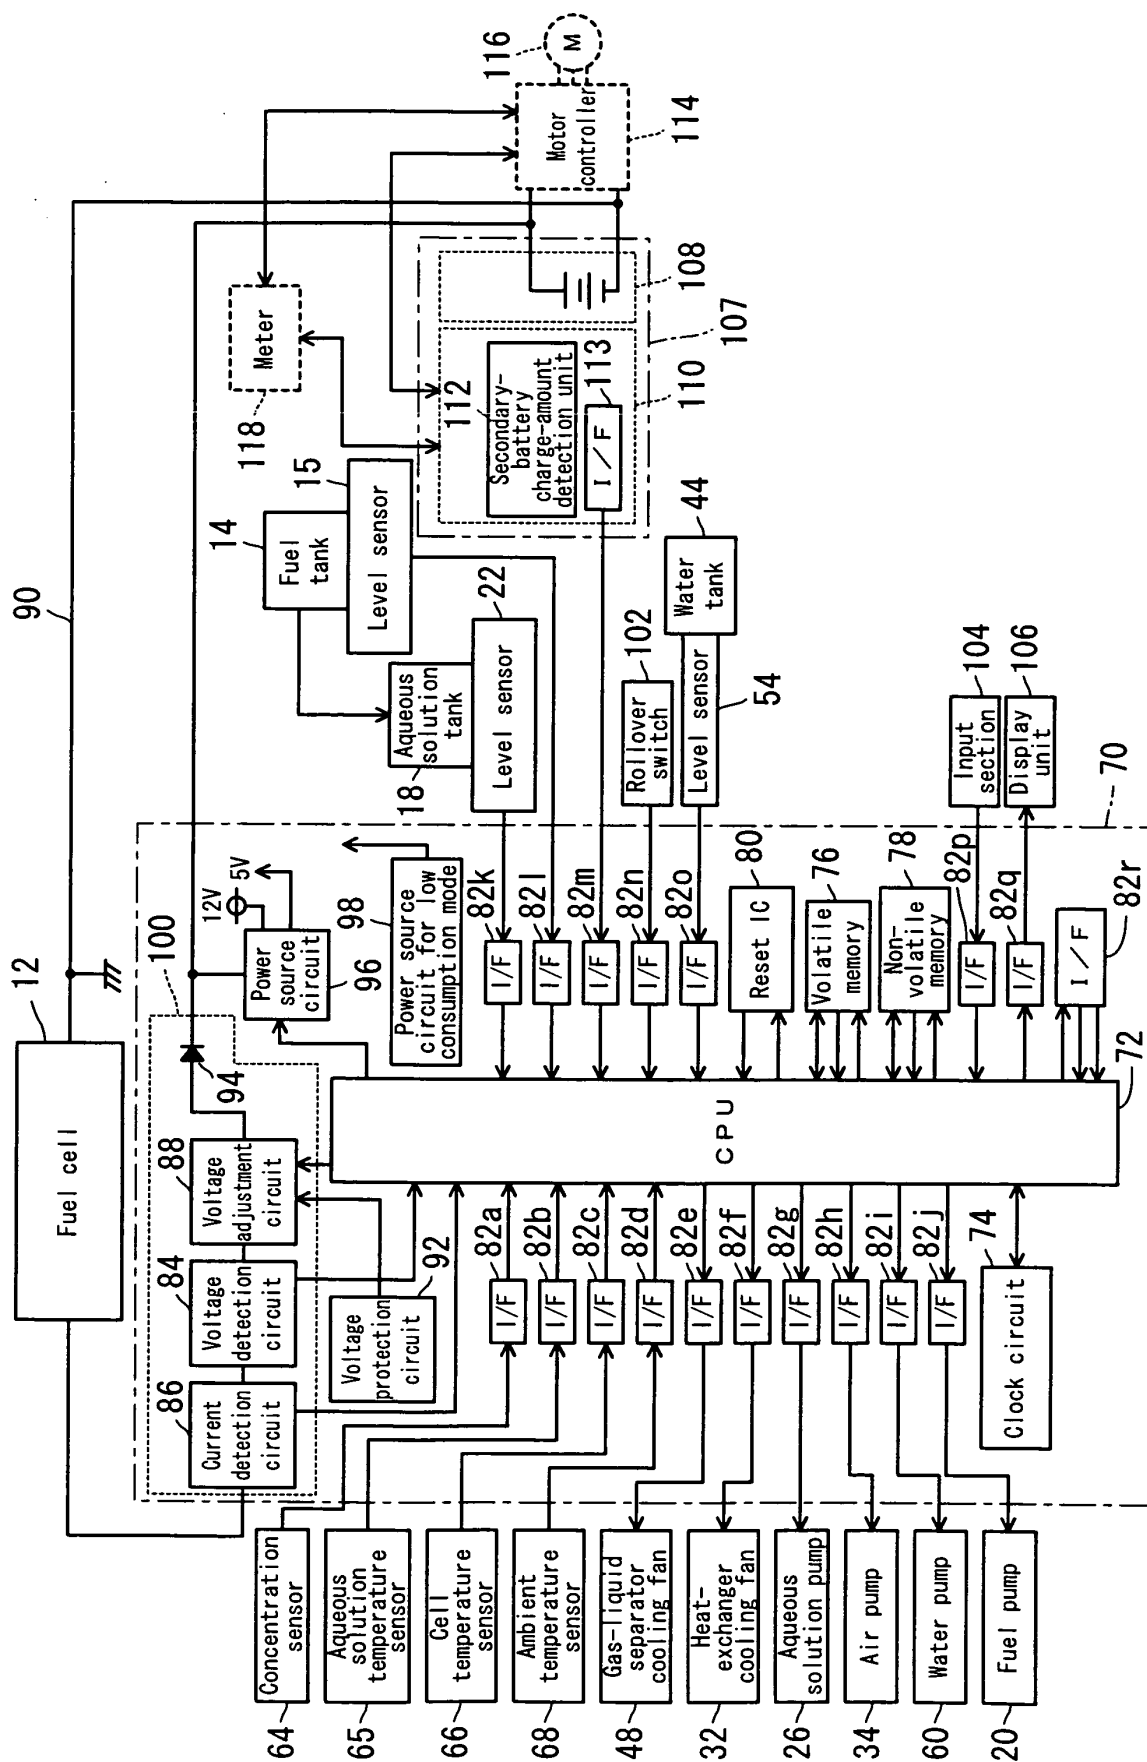 12
Fuel cell
90
100
86
Current
detection
circuit
84
Voltage
detection
circuit
88
Voltage
adjustment
circuit
94
92
Voltage
protection
circuit
12V
5V
Power
source
circuit
96
98
Power source
circuit for low
consumption mode
64
Concentration
sensor
65
Aqueous
solution
temperature
sensor
66
Cell
temperature
sensor
68
Ambient
temperature
sensor
48
Gas-liquid
separator
cooling fan
32
Heat-
exchanger
cooling fan
26
Aqueous
solution pump
34
Air pump
60
Water pump
20
Fuel pump
82a
I/F
82b
I/F
82c
I/F
82d
I/F
82e
I/F
82f
I/F
82g
I/F
82h
I/F
82i
I/F
82j
I/F
74
Clock circuit
CPU
72
82k
I/F
82l
I/F
82m
I/F
82n
I/F
82o
I/F
80
Reset IC
76
Volatile
memory
78
Non-
volatile
memory
82p
I/F
82q
I/F
82r
I/F
70
14
Fuel
tank
15
Level sensor
18
Aqueous
solution
tank
22
Level sensor
102
Rollover
switch
44
Water
tank
54
Level sensor
104
Input
section
106
Display
unit
118
Meter
112
Secondary-
battery
charge-amount
detection unit
113
I/F
110
107
108
114
Motor
controller
116
M